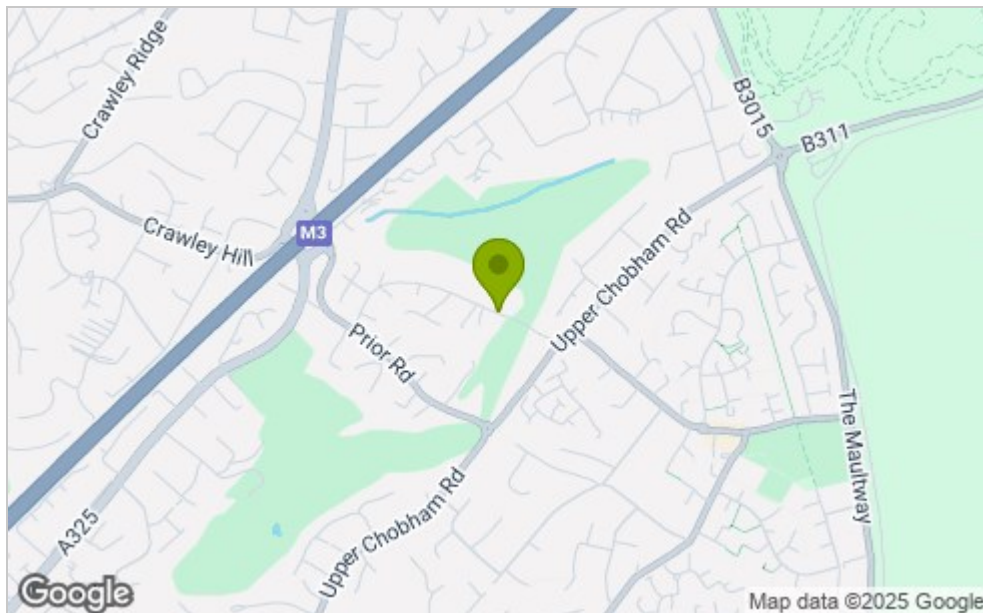 Crawley Ridge
B3015
B311
Crawley Hill
M3
Upper Chobham Rd
Prior Rd
The Maultway
A325
Upper Chobham Rd
Google
Map data ©2025 Google